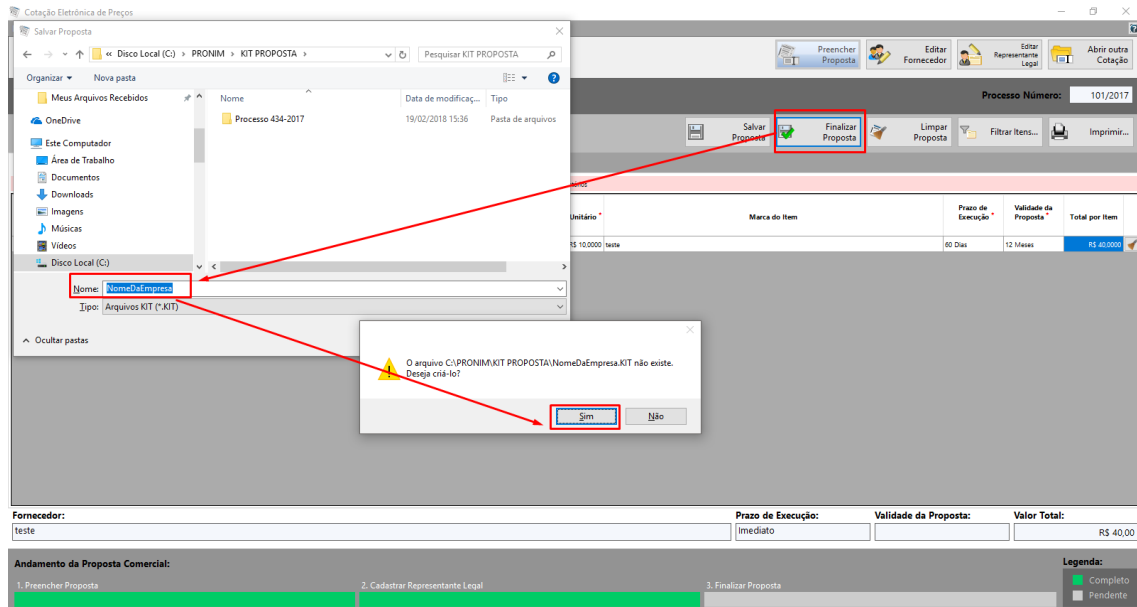 Cotação Eletrônica de Preços
Salvar Proposta
« Disco Local (C:) > PRONIM > KIT PROPOSTA >
Pesquisar KIT PROPOSTA
Organizar
Nova pasta
Meus Arquivos Recebidos
OneDrive
Este Computador
Área de Trabalho
Documentos
Downloads
Imagens
Músicas
Vídeos
Disco Local (C:)
Nome
Data de modificaç...
Tipo
Processo 434-2017
19/02/2018 15:36
Pasta de arquivos
Nome: NomeDaEmpresa
Tipo: Arquivos KIT (*.KIT)
Ocultar pastas
Preencher Proposta
Editar Fornecedor
Editar Representante Legal
Abrir outra Cotação
Processo Número: 101/2017
Salvar Proposta
Finalizar Proposta
Limpar Proposta
Filtrar Itens...
Imprimir...
Unitário *
Marca do Item
Prazo de Execução *
Validade da Proposta *
Total por Item
R$ 10,0000
teste
60 Dias
12 Meses
R$ 40,0000
O arquivo C:\PRONIM\KIT PROPOSTA\NomeDaEmpresa.KIT não existe.
Deseja criá-lo?
Sim
Não
Fornecedor:
teste
Prazo de Execução:
Imediato
Validade da Proposta:
Valor Total:
R$ 40,00
Andamento da Proposta Comercial:
1. Preencher Proposta
2. Cadastrar Representante Legal
3. Finalizar Proposta
Legenda:
Completo
Pendente